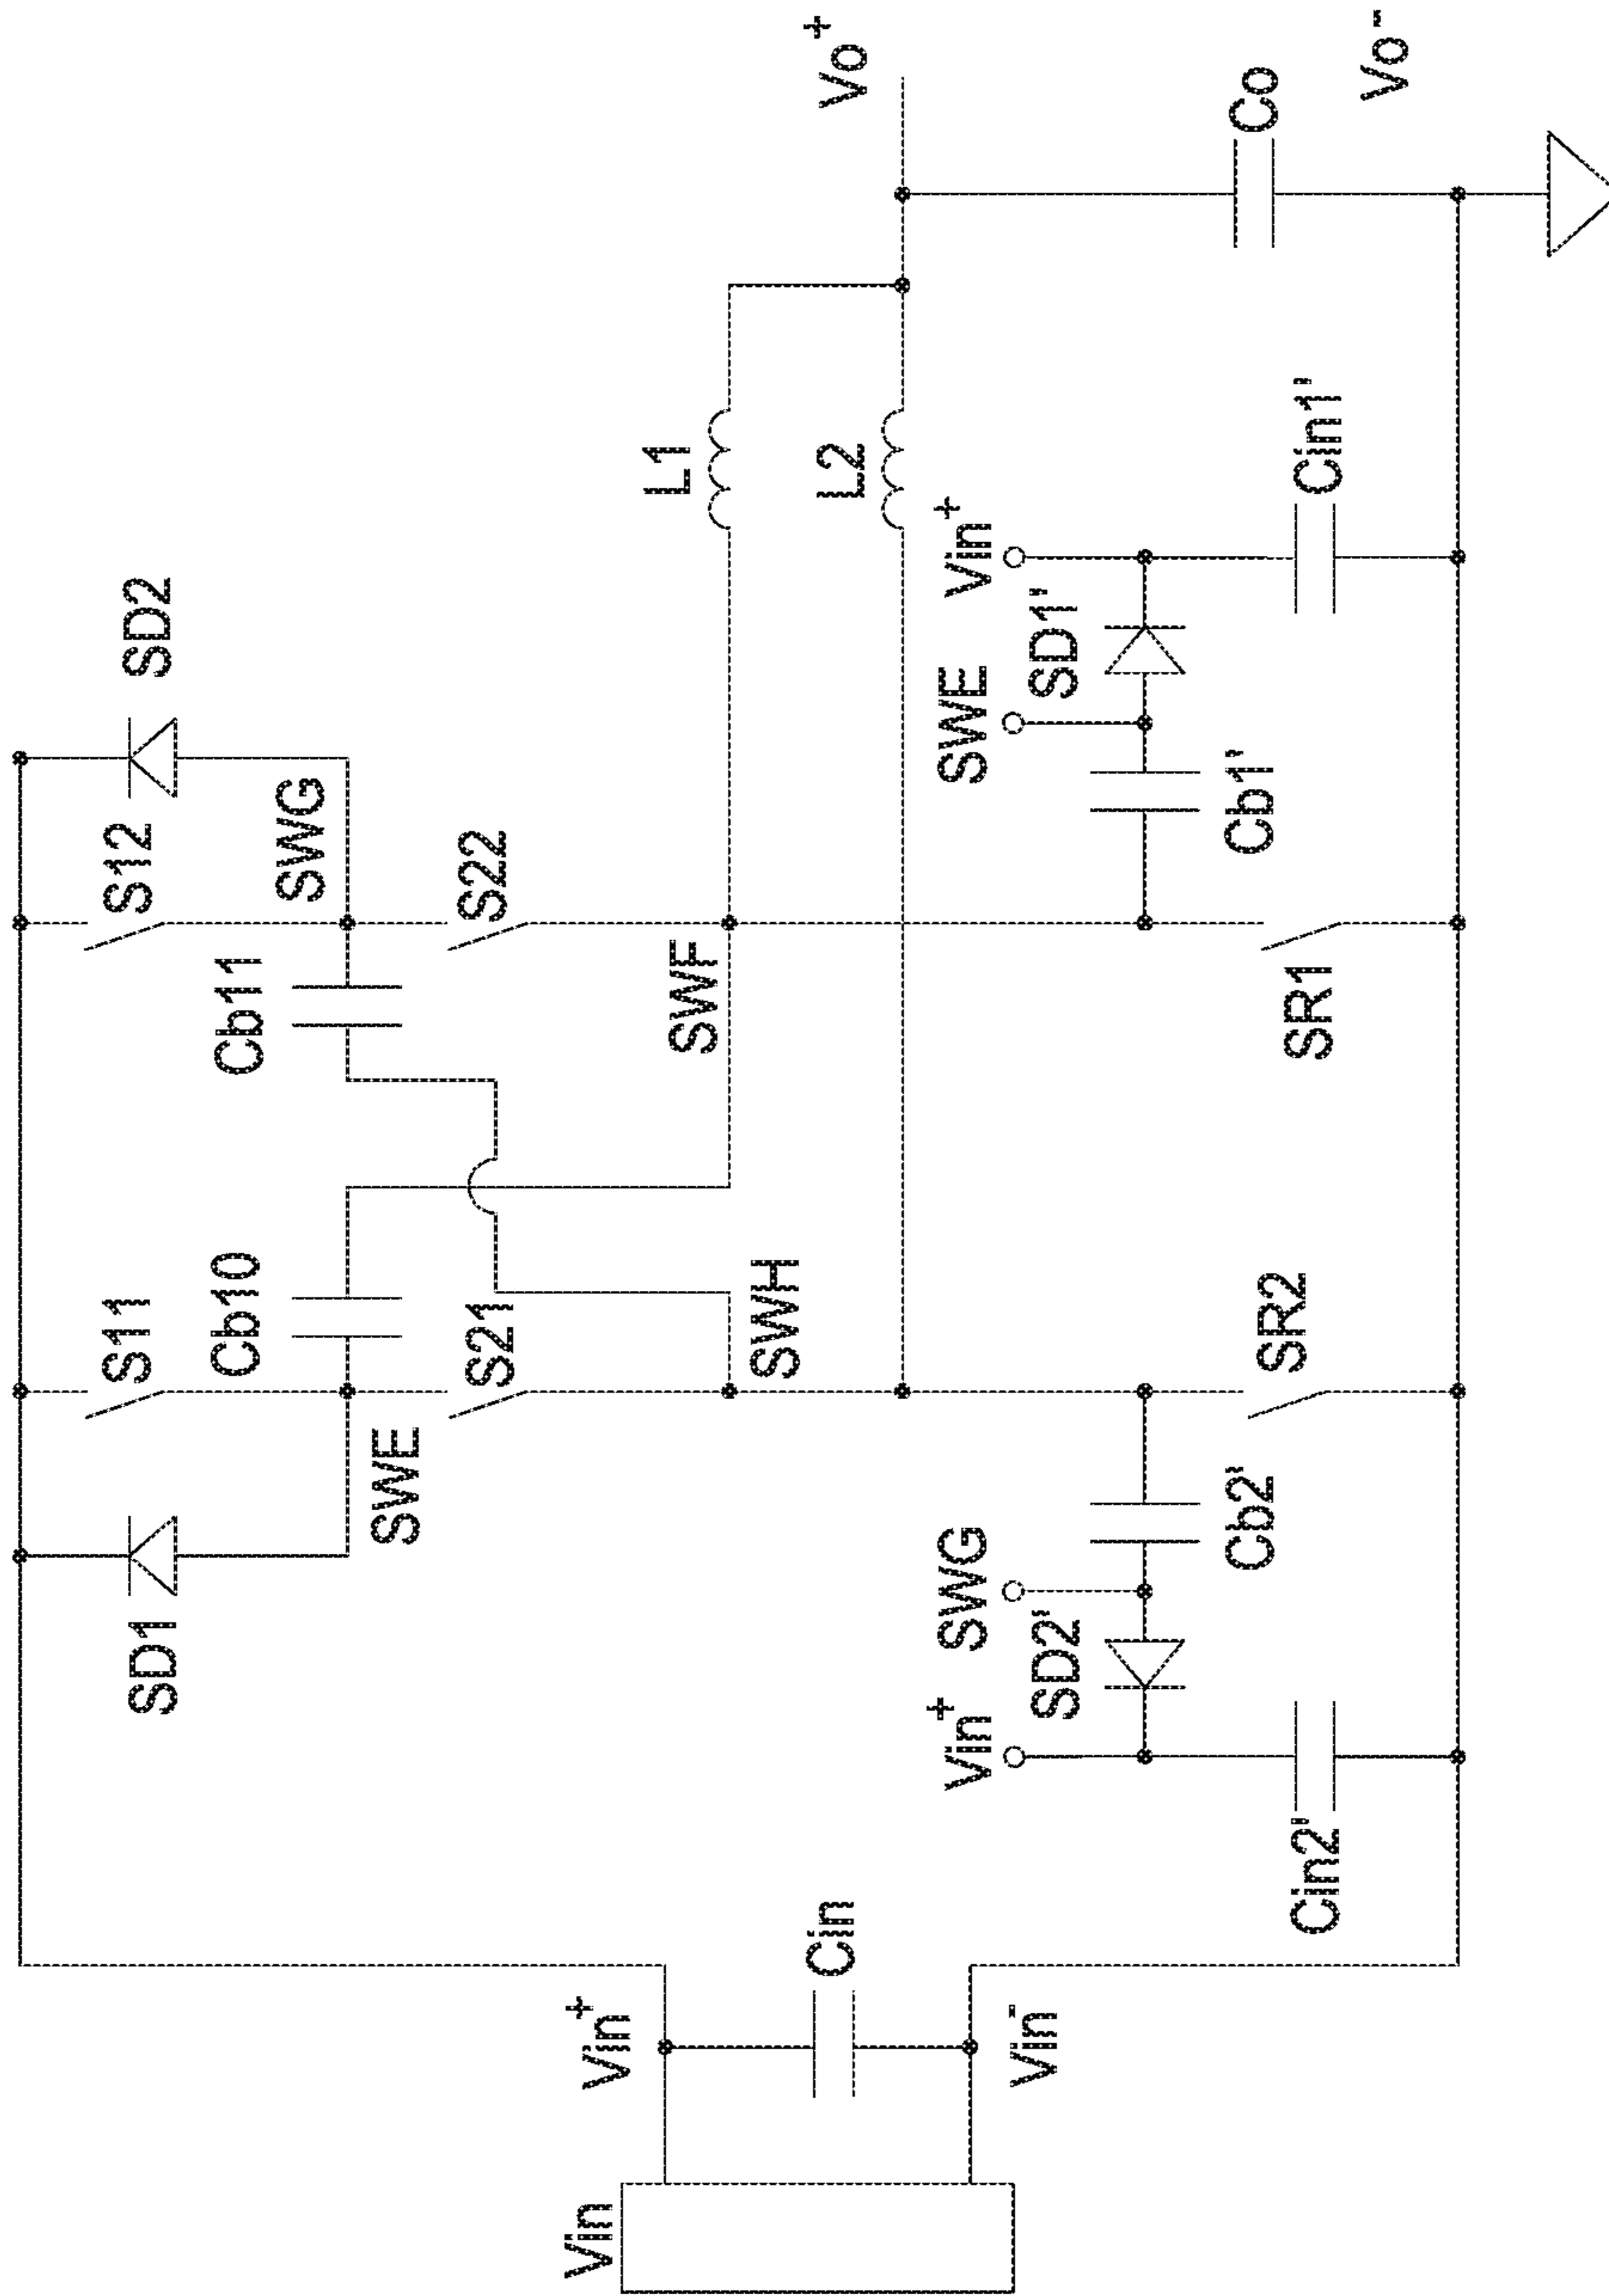 Vin
Vin+
Vin-
Cin
SD1
S11
SWE
Cb10
S21
SWH
SD2
S12
SWG
Cb11
S22
SWF
L1
L2
Vo+
Co
Vo-
Vin+
SWG
SD2'
Cb2'
Cin2'
SR2
SR1
SWE
Vin+
SD1'
Cb1'
Cin1'